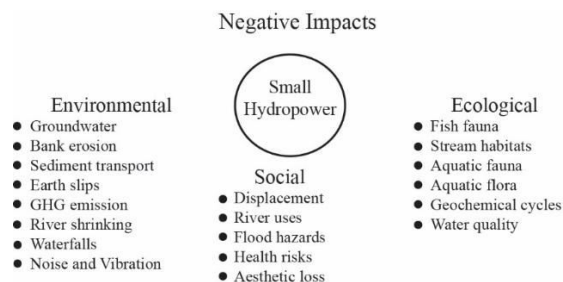 Negative Impacts
Small
Hydropower
Environmental
● Groundwater
● Bank erosion
● Sediment transport
● Earth slips
● GHG emission
● River shrinking
● Waterfalls
● Noise and Vibration
Social
● Displacement
● River uses
● Flood hazards
● Health risks
● Aesthetic loss
Ecological
● Fish fauna
● Stream habitats
● Aquatic fauna
● Aquatic flora
● Geochemical cycles
● Water quality